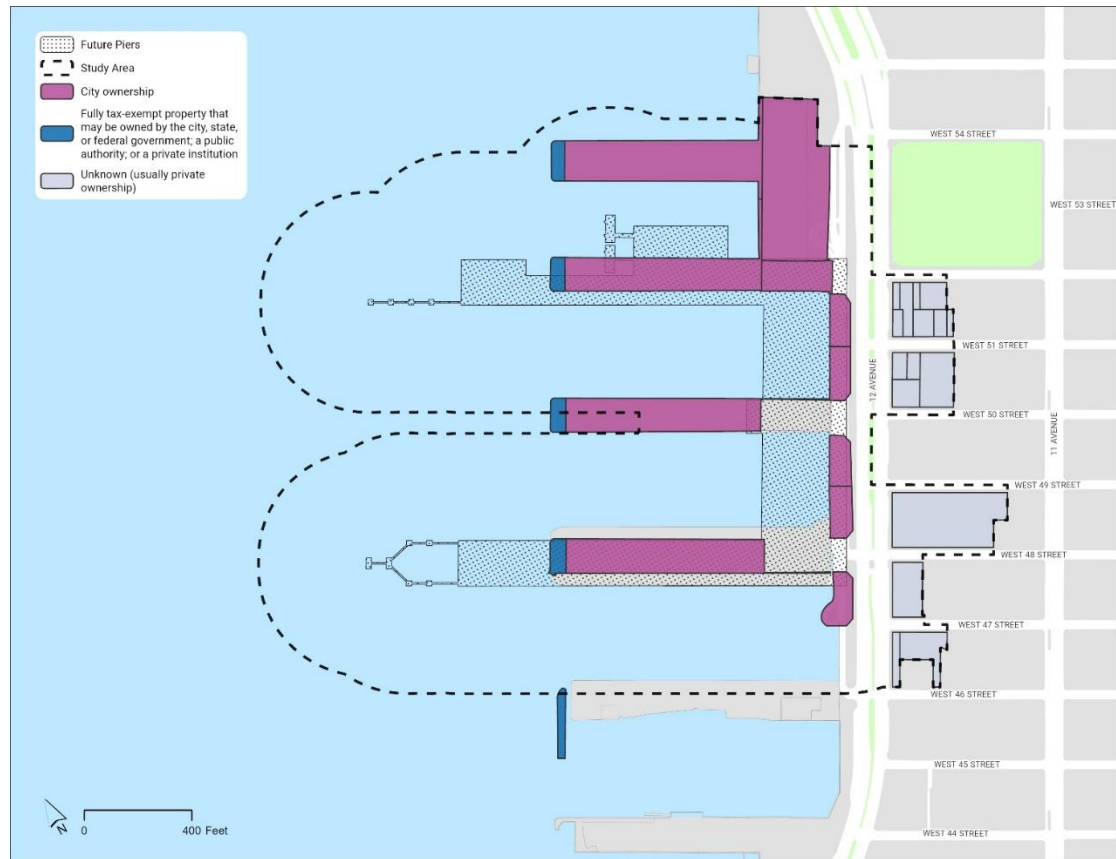 Future Piers
Study Area
City ownership
Fully tax-exempt property that
may be owned by the city, state,
or federal government; a public
authority; or a private institution
Unknown (usually private
ownership)
WEST 54 STREET
WEST 53 STREET
WEST 51 STREET
12 AVENUE
11 AVENUE
WEST 50 STREET
WEST 49 STREET
WEST 48 STREET
WEST 47 STREET
WEST 46 STREET
WEST 45 STREET
WEST 44 STREET
N
0 400 Feet